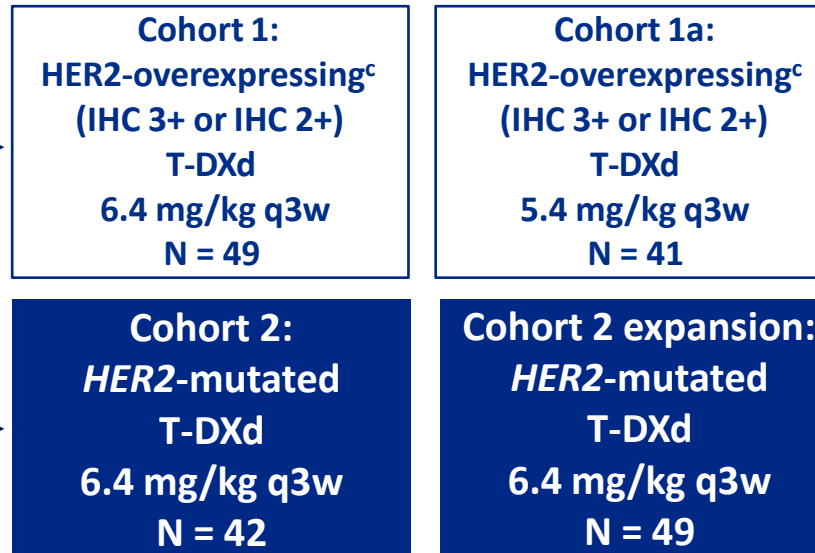 Cohort 1:
HER2-overexpressingᶜ
(IHC 3+ or IHC 2+)
T-DXd
6.4 mg/kg q3w
N = 49
Cohort 1a:
HER2-overexpressingᶜ
(IHC 3+ or IHC 2+)
T-DXd
5.4 mg/kg q3w
N = 41
Cohort 2:
HER2-mutated
T-DXd
6.4 mg/kg q3w
N = 42
Cohort 2 expansion:
HER2-mutated
T-DXd
6.4 mg/kg q3w
N = 49